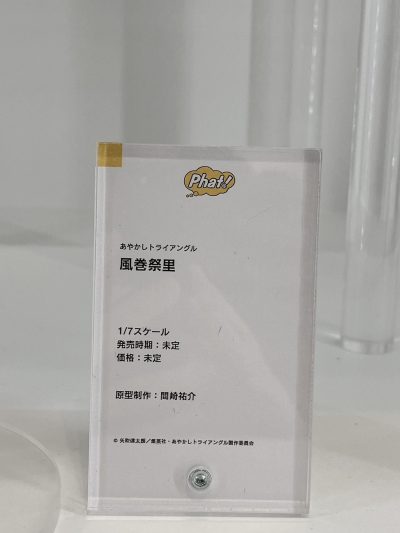 Phat!
あやかしトライアングル
風巻祭里
1/7スケール
発売時期：未定
価格：未定
原型制作：間崎祐介
© 矢吹健太朗／集英社・あやかしトライアングル製作委員会